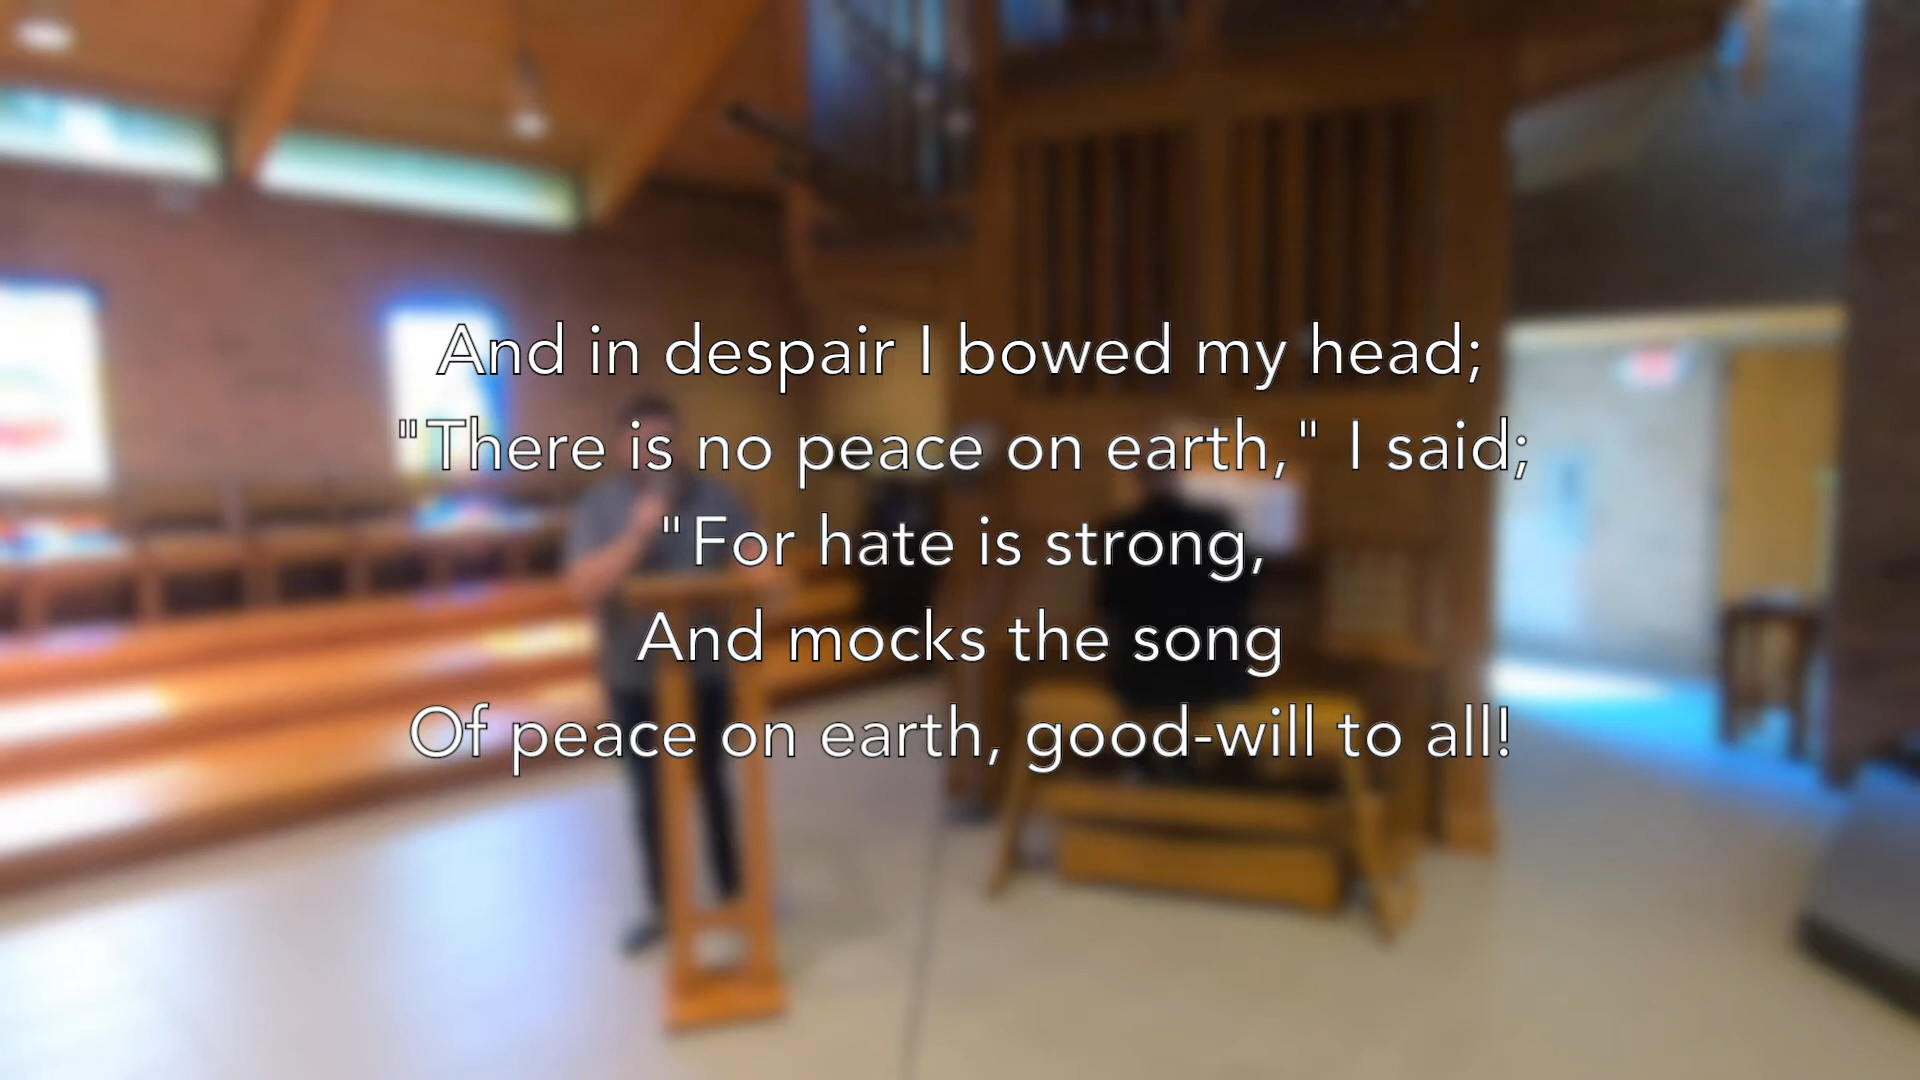 And in despair I bowed my head;
"There is no peace on earth," I said;
"For hate is strong,
And mocks the song
Of peace on earth, good-will to all!